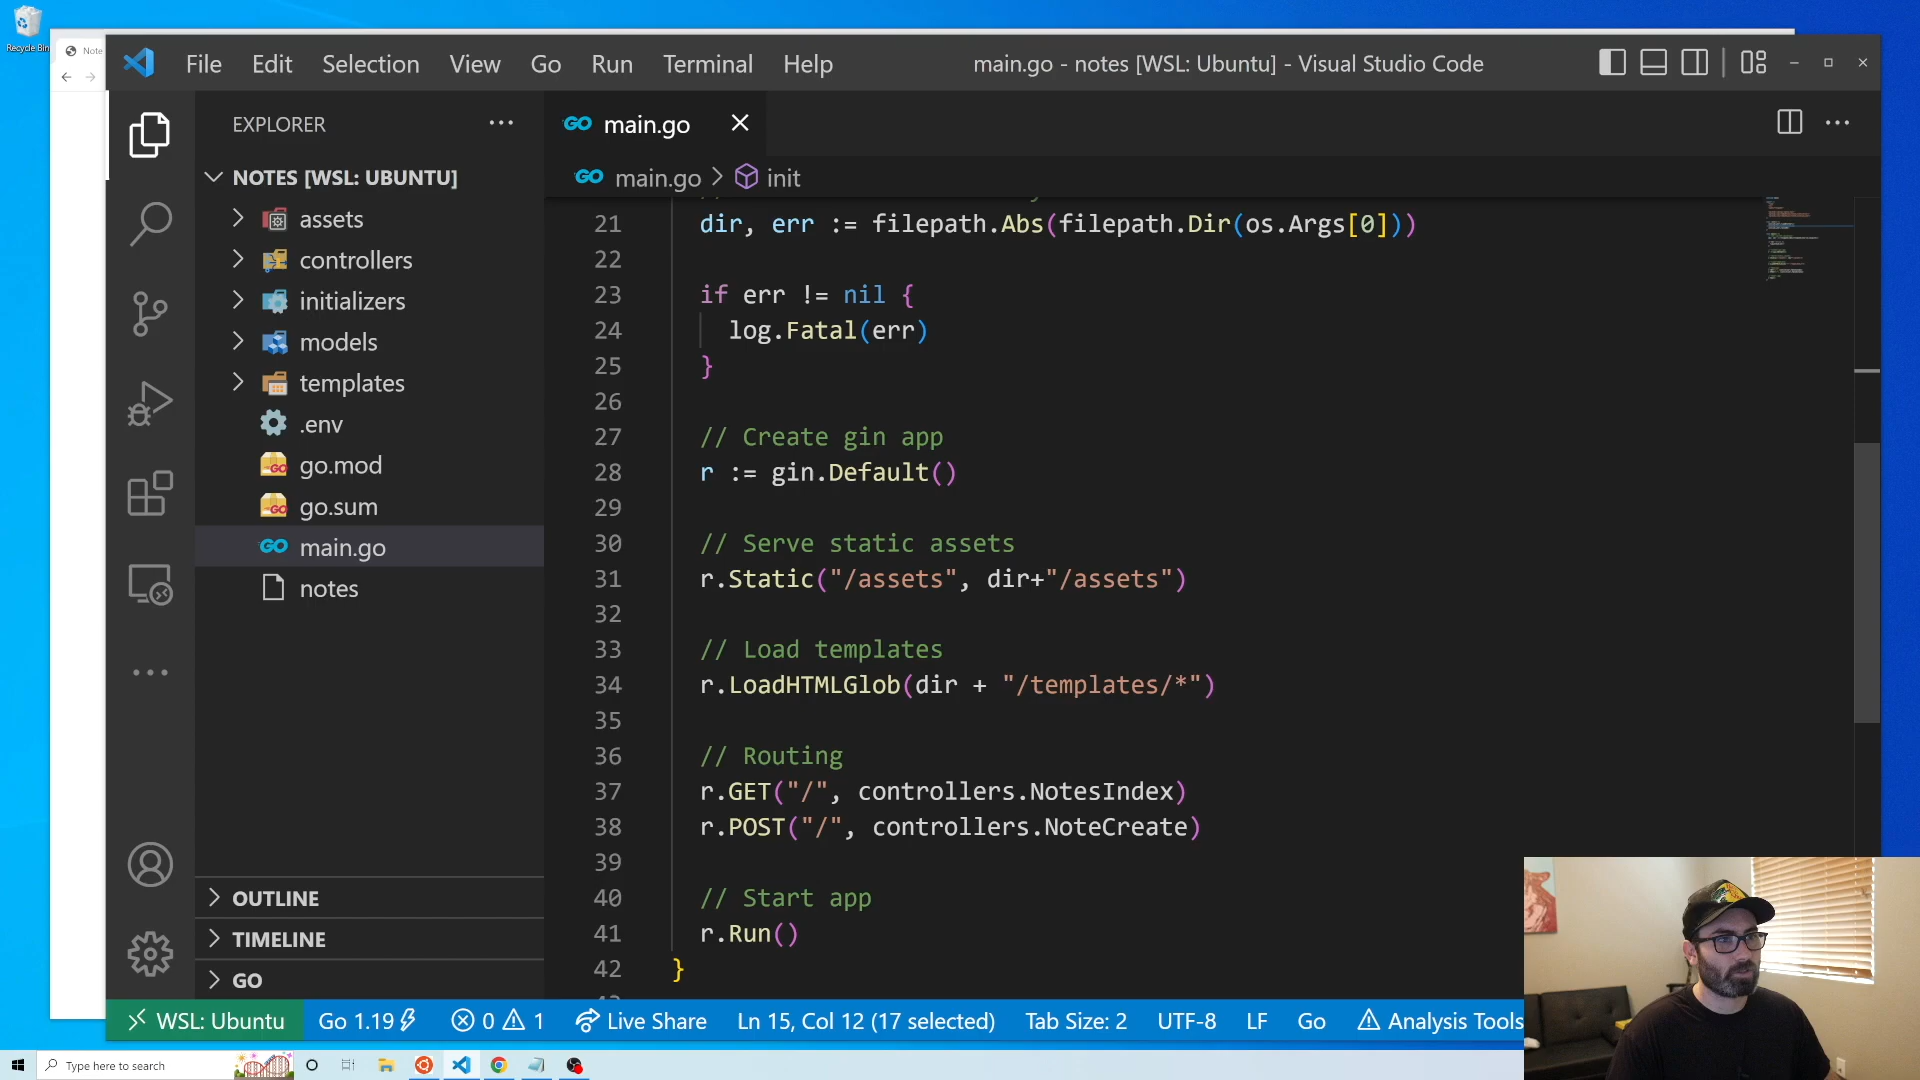 Recycle Bin
Note
File Edit Selection View Go Run Terminal Help
main.go - notes [WSL: Ubuntu] - Visual Studio Code
EXPLORER
GO main.go
NOTES [WSL: UBUNTU]
GO main.go > init
assets
controllers
initializers
models
templates
.env
go.mod
go.sum
GO main.go
notes
OUTLINE
TIMELINE
GO
21 dir, err := filepath.Abs(filepath.Dir(os.Args[0]))
22
23 if err != nil {
24 log.Fatal(err)
25 }
26
27 // Create gin app
28 r := gin.Default()
29
30 // Serve static assets
31 r.Static("/assets", dir+"/assets")
32
33 // Load templates
34 r.LoadHTMLGlob(dir + "/templates/*")
35
36 // Routing
37 r.GET("/", controllers.NotesIndex)
38 r.POST("/", controllers.NoteCreate)
39
40 // Start app
41 r.Run()
42 }
WSL: Ubuntu Go 1.19 0 1 Live Share Ln 15, Col 12 (17 selected) Tab Size: 2 UTF-8 LF Go Analysis Tools
Type here to search